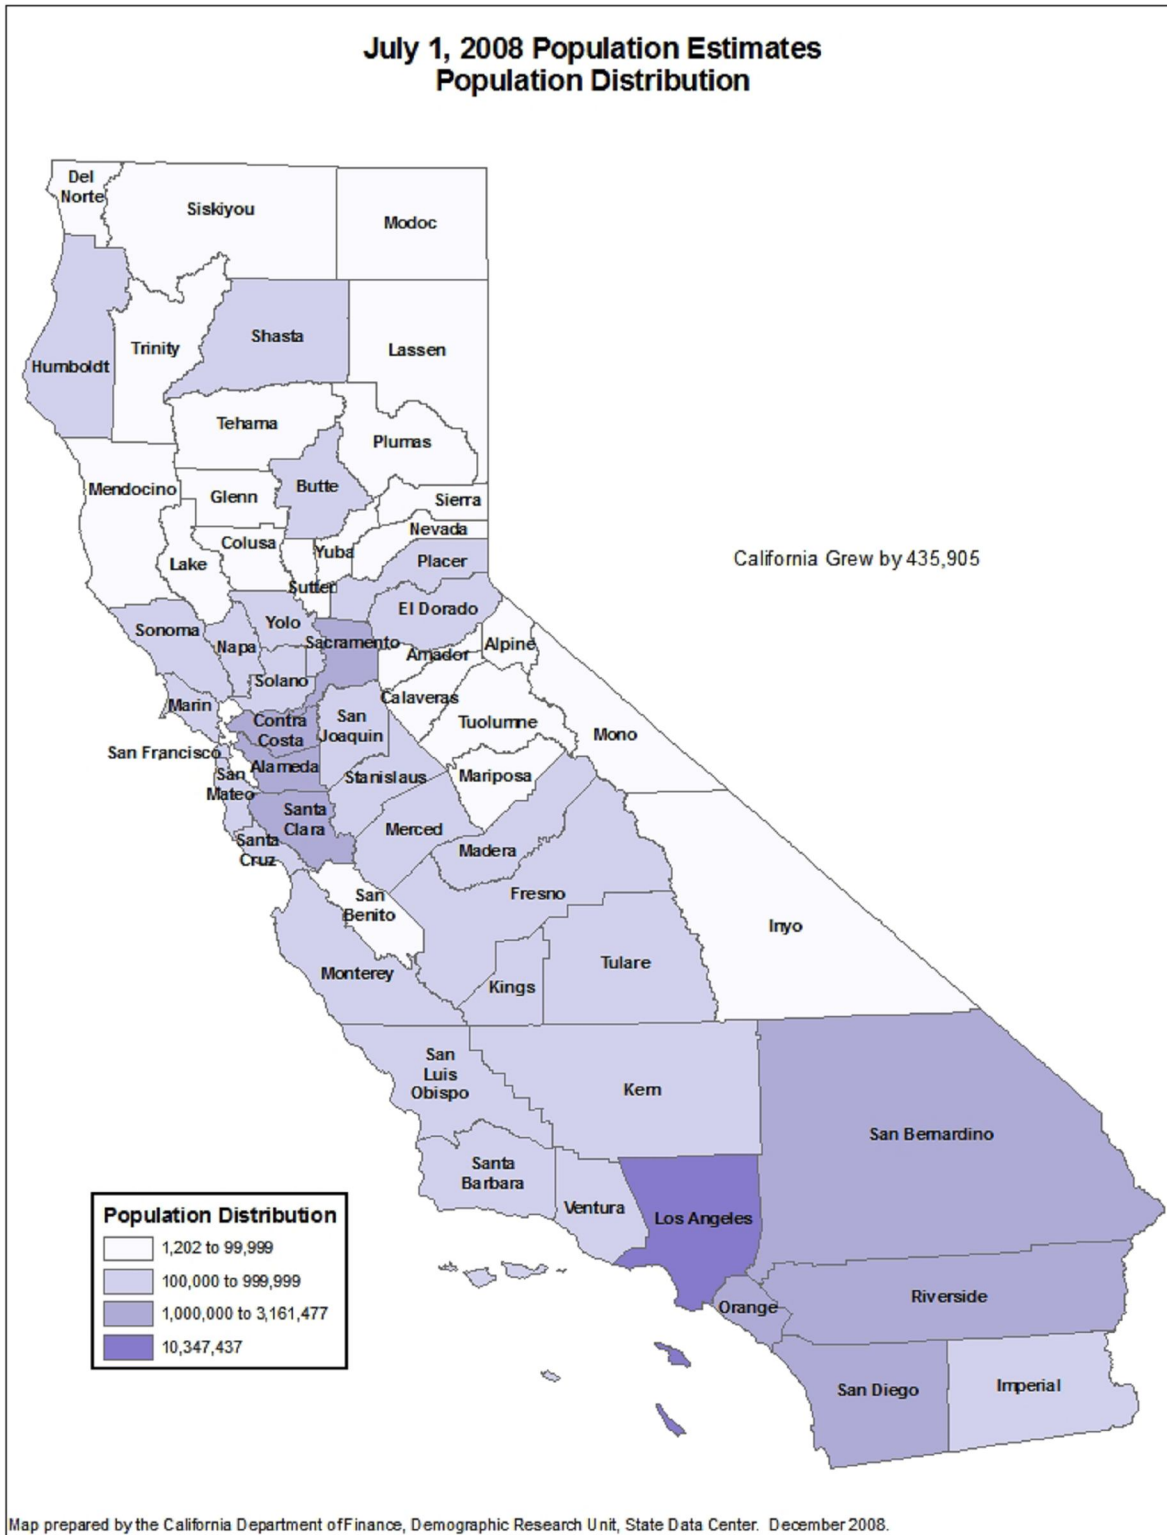 July 1, 2008 Population Estimates
Population Distribution
Del
Norte
Siskiyou
Modoc
Humboldt
Trinity
Shasta
Lassen
Tehama
Plumas
Mendocino
Glenn
Butte
Sierra
Lake
Colusa
Yuba
Nevada
Placer
Sutter
California Grew by 435,905
Sonoma
Napa
Yolo
El Dorado
Sacramento
Amador
Alpine
Solano
Marin
Calaveras
Contra
Costa
San
Joaquin
Tuolumne
Mono
San Francisco
Alameda
San
Mateo
Stanislaus
Mariposa
Santa
Clara
Santa
Cruz
Merced
Madera
San
Benito
Fresno
Inyo
Monterey
Kings
Tulare
San
Luis
Obispo
Kern
San Bernardino
Santa
Barbara
Ventura
Los Angeles
Orange
Riverside
San Diego
Imperial
Population Distribution
1,202 to 99,999
100,000 to 999,999
1,000,000 to 3,161,477
10,347,437
Map prepared by the California Department of Finance, Demographic Research Unit, State Data Center. December 2008.